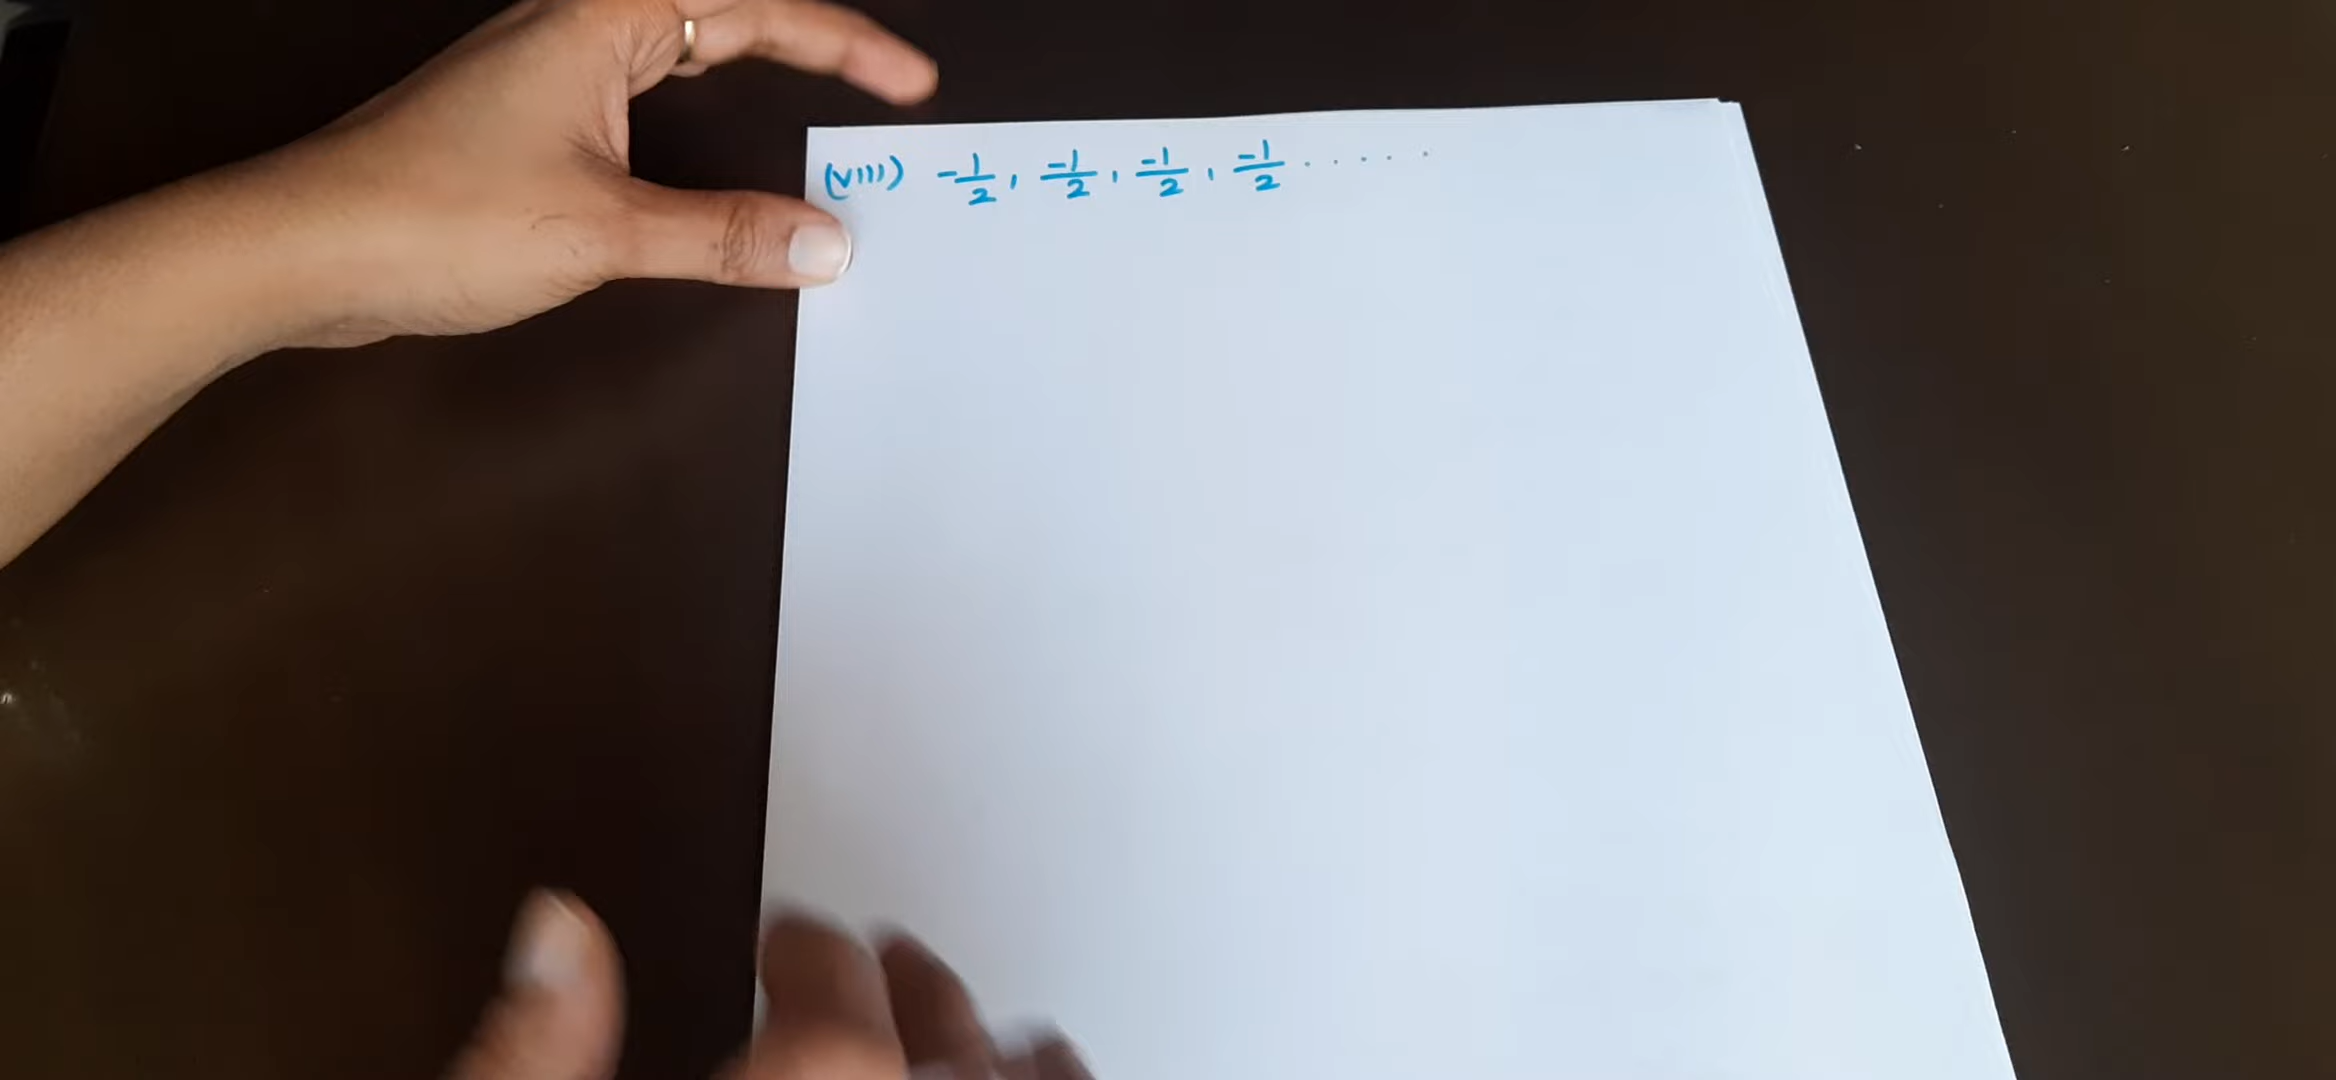 (viii) -1/2, -1/2, -1/2, -1/2 .....